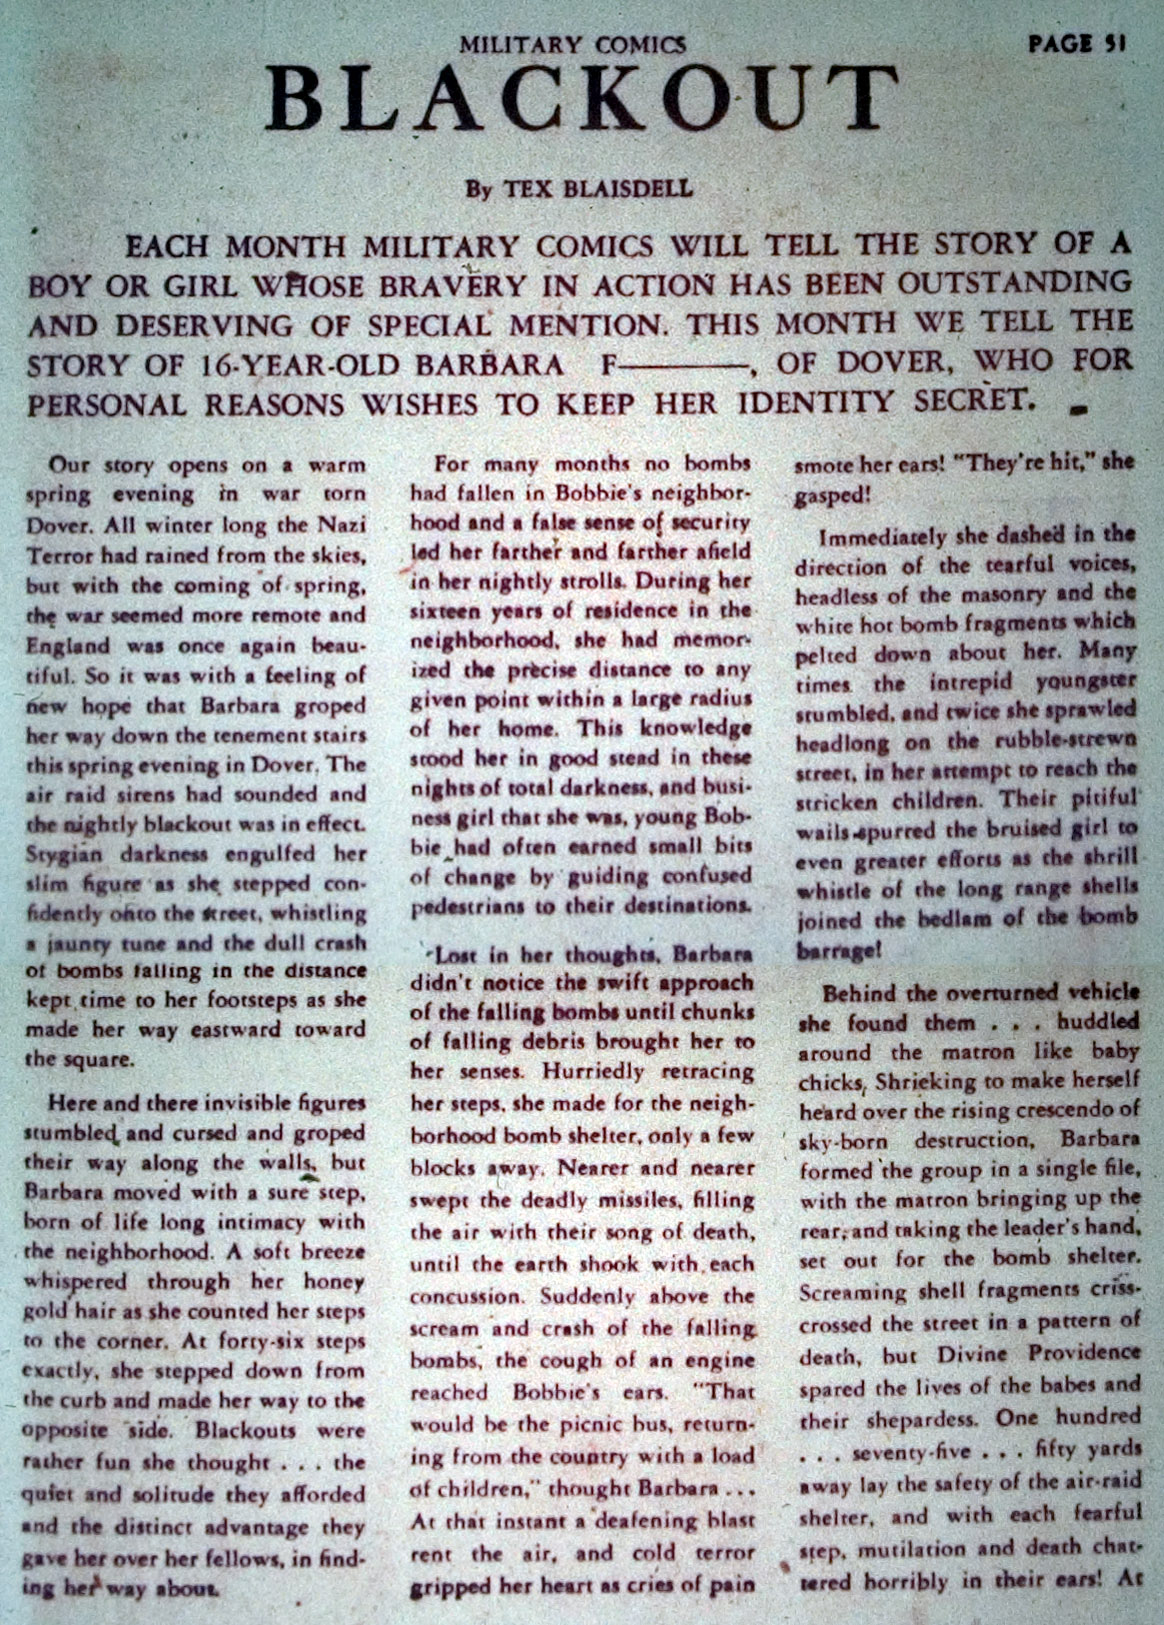 MILITARY COMICS
PAGE 51
BLACKOUT
By TEX BLAISDELL
EACH MONTH MILITARY COMICS WILL TELL THE STORY OF A
BOY OR GIRL WHOSE BRAVERY IN ACTION HAS BEEN OUTSTANDING
AND DESERVING OF SPECIAL MENTION. THIS MONTH WE TELL THE
STORY OF 16-YEAR-OLD BARBARA F———, OF DOVER, WHO FOR
PERSONAL REASONS WISHES TO KEEP HER IDENTITY SECRET.
Our story opens on a warm
spring evening in war torn
Dover. All winter long the Nazi
Terror had rained from the skies,
but with the coming of spring,
the war seemed more remote and
England was once again beau-
tiful. So it was with a feeling of
new hope that Barbara groped
her way down the tenement stairs
this spring evening in Dover. The
air raid sirens had sounded and
the nightly blackout was in effect.
Stygian darkness engulfed her
slim figure as she stepped con-
fidently onto the street, whistling
a jaunty tune and the dull crash
of bombs falling in the distance
kept time to her footsteps as she
made her way eastward toward
the square.
Here and there invisible figures
stumbled and cursed and groped
their way along the walls, but
Barbara moved with a sure step,
born of life long intimacy with
the neighborhood. A soft breeze
whispered through her honey
gold hair as she counted her steps
to the corner. At forty-six steps
exactly, she stepped down from
the curb and made her way to the
opposite side. Blackouts were
rather fun she thought . . . the
quiet and solitude they afforded
and the distinct advantage they
gave her over her fellows, in find-
ing her way about.
For many months no bombs
had fallen in Bobbie's neighbor-
hood and a false sense of security
led her farther and farther afield
in her nightly strolls. During her
sixteen years of residence in the
neighborhood, she had memor-
ized the precise distance to any
given point within a large radius
of her home. This knowledge
stood her in good stead in these
nights of total darkness, and busi-
ness girl that she was, young Bob-
bie had often earned small bits
of change by guiding confused
pedestrians to their destinations.
Lost in her thoughts, Barbara
didn't notice the swift approach
of the falling bombs until chunks
of falling debris brought her to
her senses. Hurriedly retracing
her steps, she made for the neigh-
borhood bomb shelter, only a few
blocks away. Nearer and nearer
swept the deadly missiles, filling
the air with their song of death,
until the earth shook with each
concussion. Suddenly above the
scream and crash of the falling
bombs, the cough of an engine
reached Bobbie's ears. "That
would be the picnic bus, return-
ing from the country with a load
of children," thought Barbara . . .
At that instant a deafening blast
rent the air, and cold terror
gripped her heart as cries of pain
smote her ears! "They're hit," she
gasped!
Immediately she dashed in the
direction of the tearful voices,
headless of the masonry and the
white hot bomb fragments which
pelted down about her. Many
times the intrepid youngster
stumbled, and twice she sprawled
headlong on the rubble-strewn
street, in her attempt to reach the
stricken children. Their pitiful
wails spurred the bruised girl to
even greater efforts as the shrill
whistle of the long range shells
joined the bedlam of the bomb
barrage!
Behind the overturned vehicle
she found them . . . huddled
around the matron like baby
chicks, Shrieking to make herself
heard over the rising crescendo of
sky-born destruction, Barbara
formed the group in a single file,
with the matron bringing up the
rear, and taking the leader's hand,
set out for the bomb shelter.
Screaming shell fragments criss-
crossed the street in a pattern of
death, but Divine Providence
spared the lives of the babes and
their shepardess. One hundred
. . . seventy-five . . . fifty yards
away lay the safety of the air-raid
shelter, and with each fearful
step, mutilation and death chat-
tered horribly in their ears! At